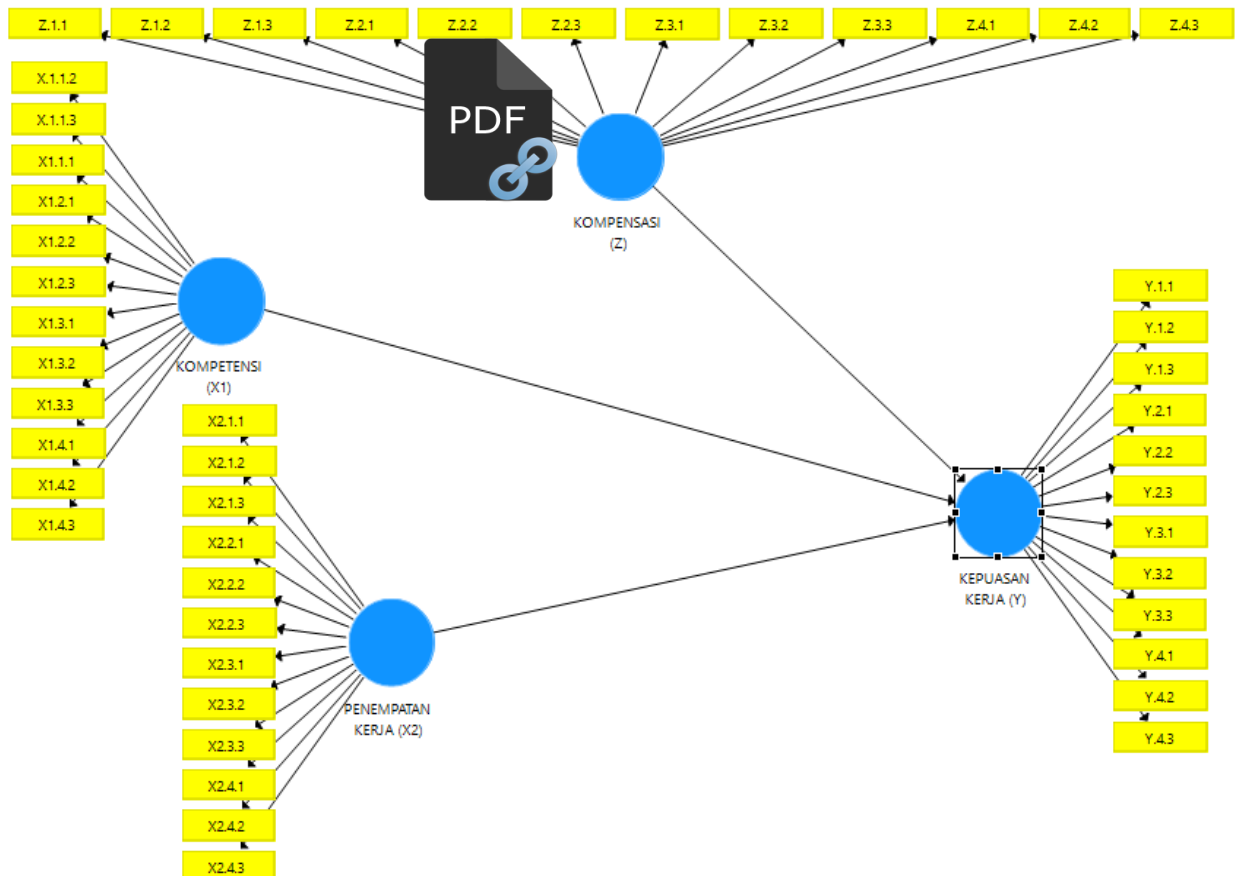 Z.1.1
Z.1.2
Z.1.3
Z.2.1
Z.2.2
Z.2.3
Z.3.1
Z.3.2
Z.3.3
Z.4.1
Z.4.2
Z.4.3
PDF
KOMPENSASI
(Z)
X.1.1.2
X.1.1.3
X1.1.1
X1.2.1
X1.2.2
X1.2.3
X1.3.1
X1.3.2
X1.3.3
X1.4.1
X1.4.2
X1.4.3
KOMPETENSI
(X1)
X2.1.1
X2.1.2
X2.1.3
X2.2.1
X2.2.2
X2.2.3
X2.3.1
X2.3.2
X2.3.3
X2.4.1
X2.4.2
X2.4.3
PENEMPATAN
KERJA (X2)
KEPUASAN
KERJA (Y)
Y.1.1
Y.1.2
Y.1.3
Y.2.1
Y.2.2
Y.2.3
Y.3.1
Y.3.2
Y.3.3
Y.4.1
Y.4.2
Y.4.3